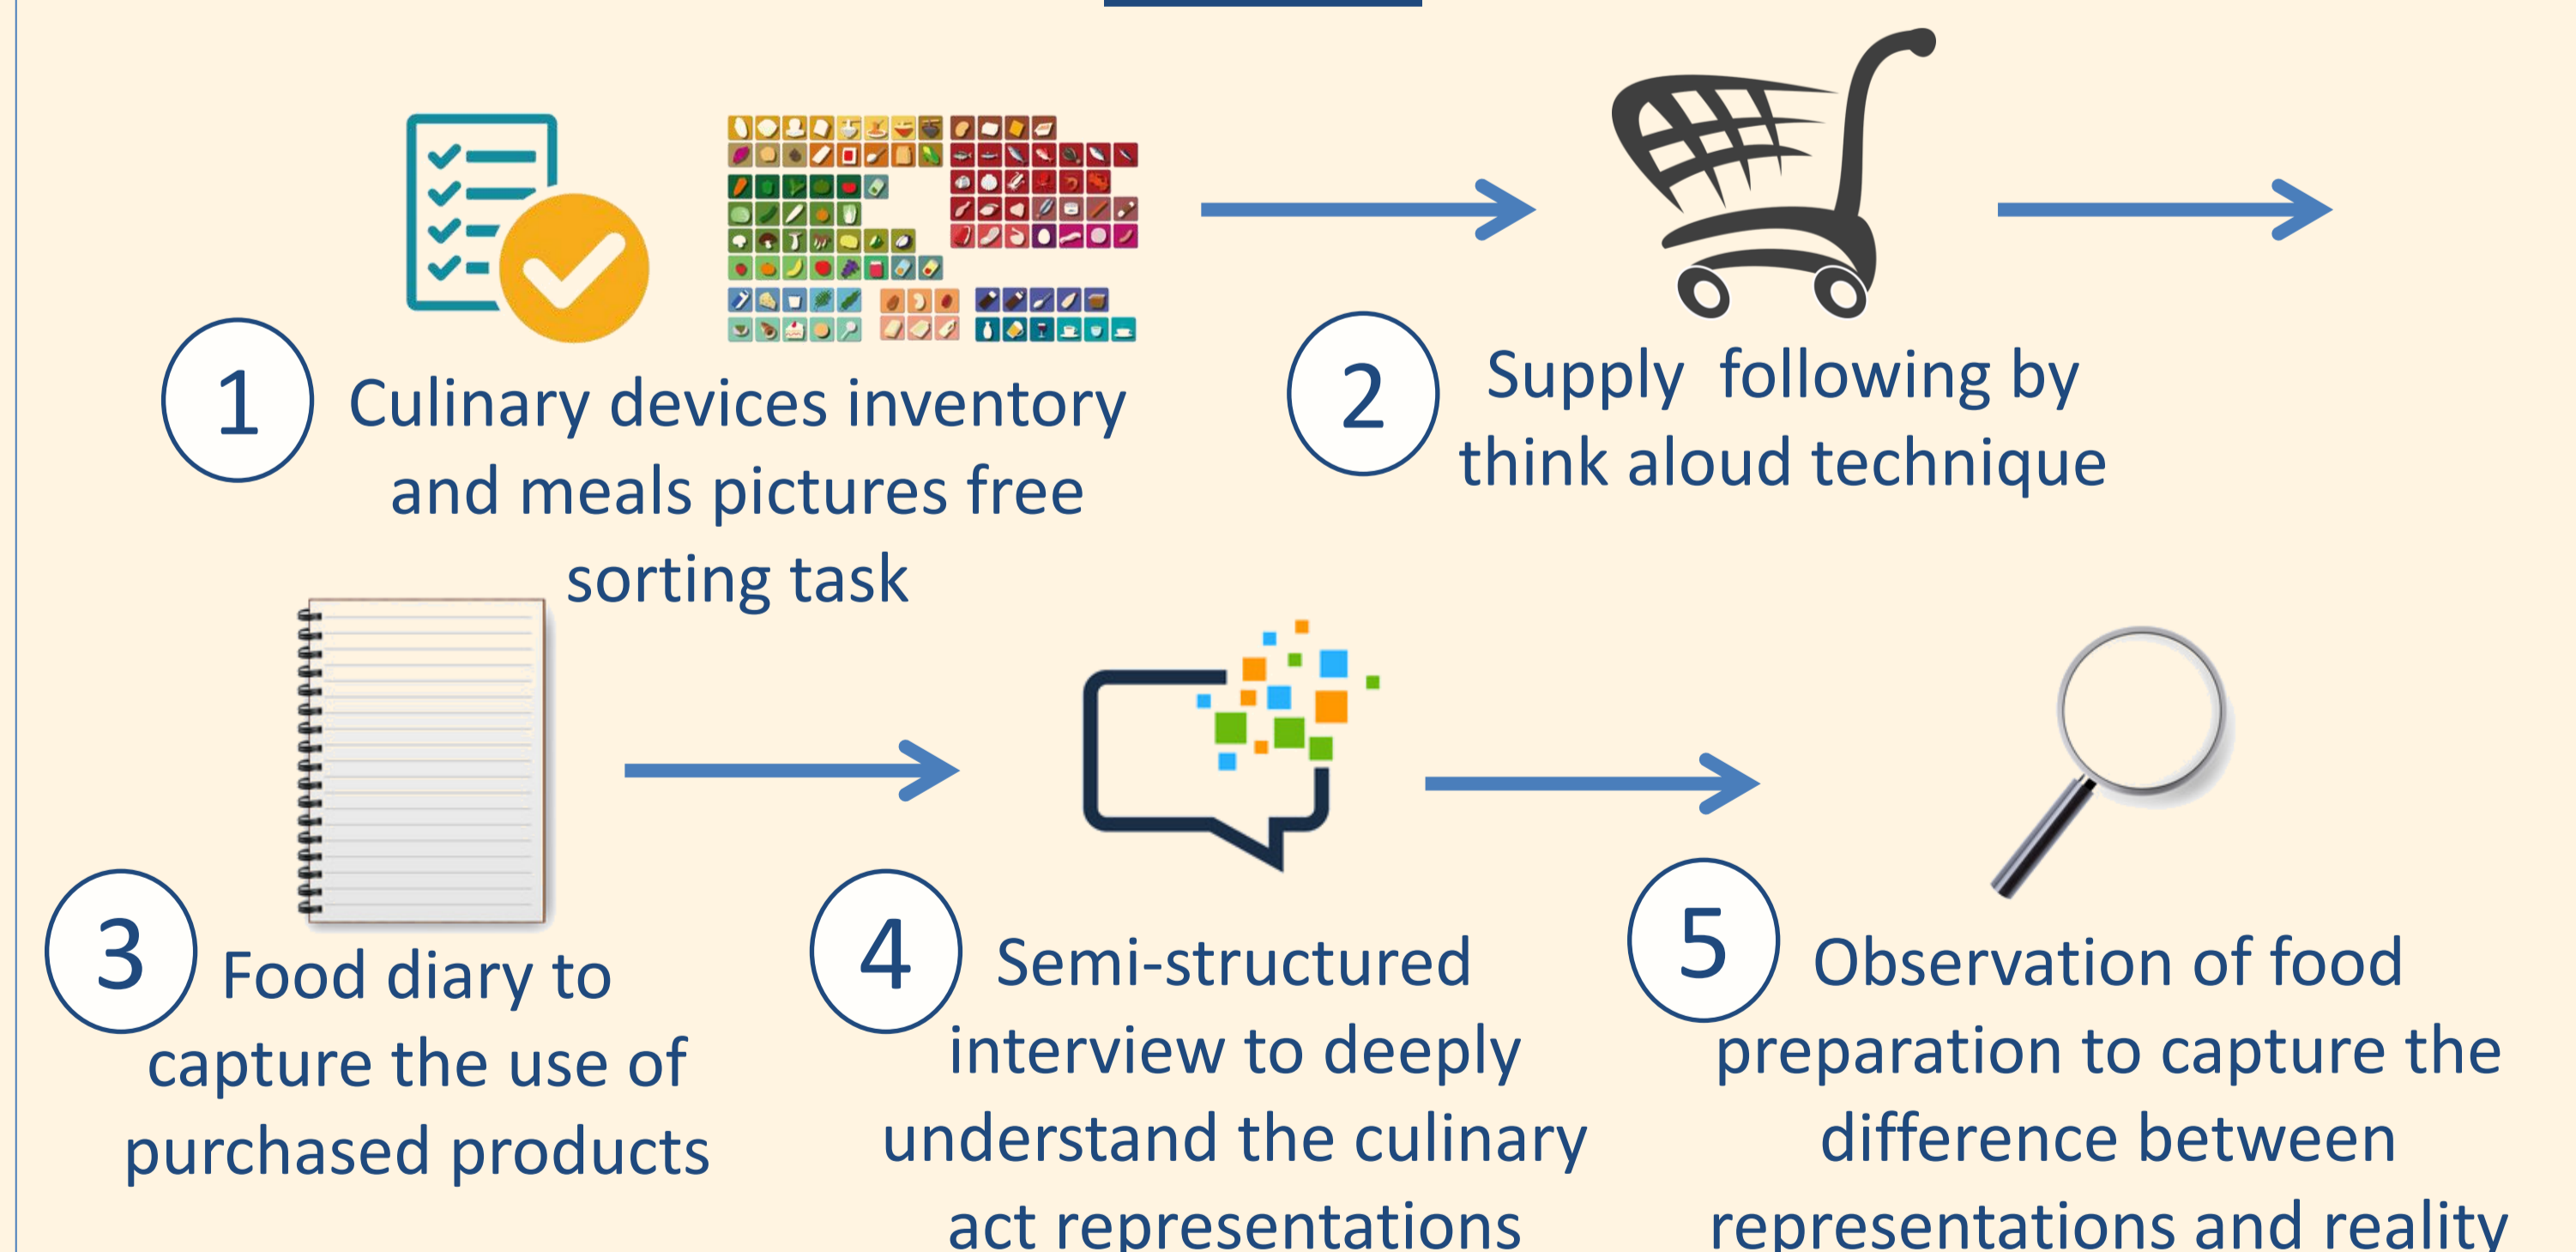 1
Culinary devices inventory
and meals pictures free
sorting task
2
Supply  following by
think aloud technique
3
Food diary to
capture the use of
purchased products
4
Semi-structured
interview to deeply
understand the culinary
act representations
5
Observation of food
preparation to capture the
difference between
representations and reality